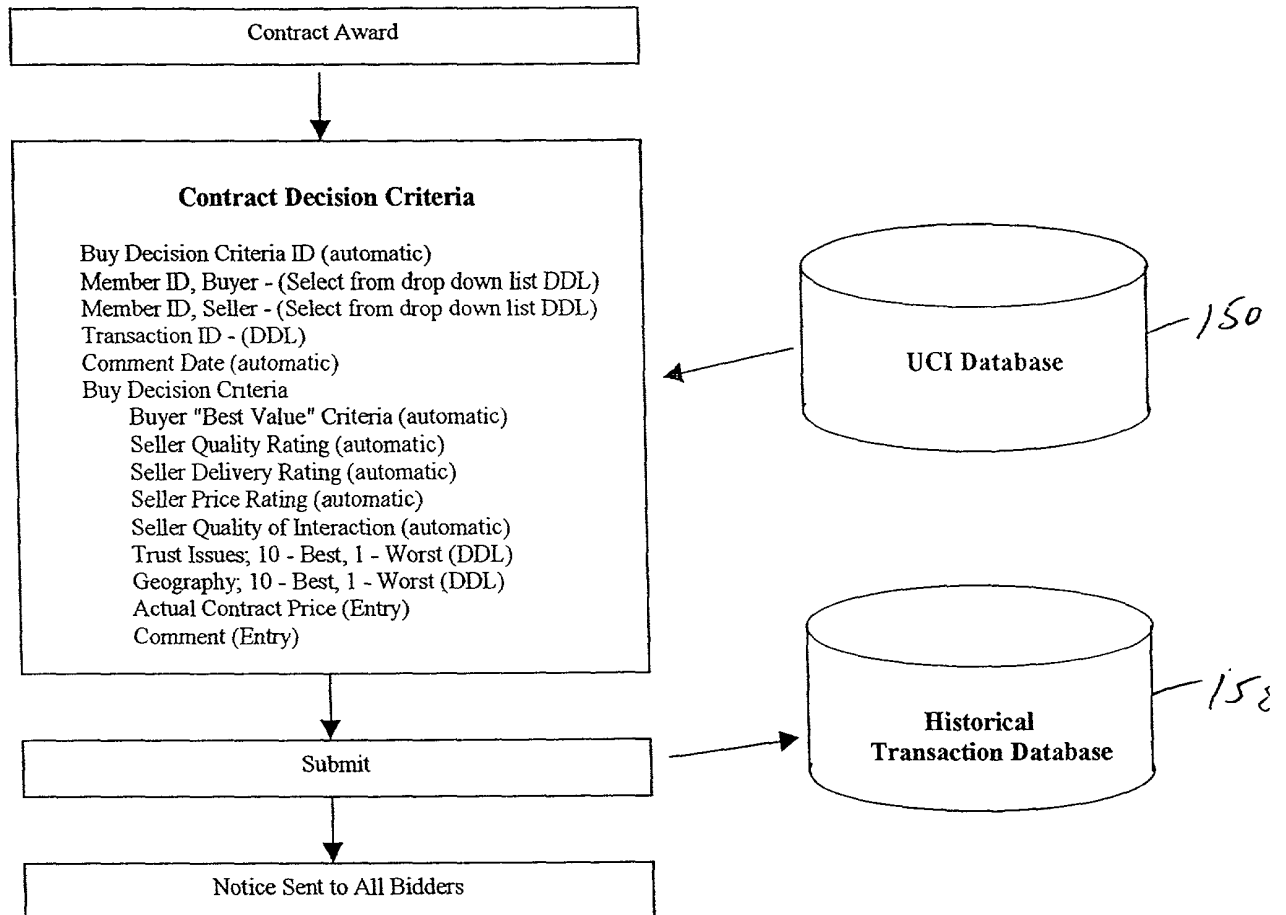 Contract Award
Contract Decision Criteria
Buy Decision Criteria ID (automatic)
Member ID, Buyer - (Select from drop down list DDL)
Member ID, Seller - (Select from drop down list DDL)
Transaction ID - (DDL)
Comment Date (automatic)
Buy Decision Criteria
Buyer "Best Value" Criteria (automatic)
Seller Quality Rating (automatic)
Seller Delivery Rating (automatic)
Seller Price Rating (automatic)
Seller Quality of Interaction (automatic)
Trust Issues; 10 - Best, 1 - Worst (DDL)
Geography; 10 - Best, 1 - Worst (DDL)
Actual Contract Price (Entry)
Comment (Entry)
UCI Database
150
Historical
Transaction Database
Submit
Notice Sent to All Bidders